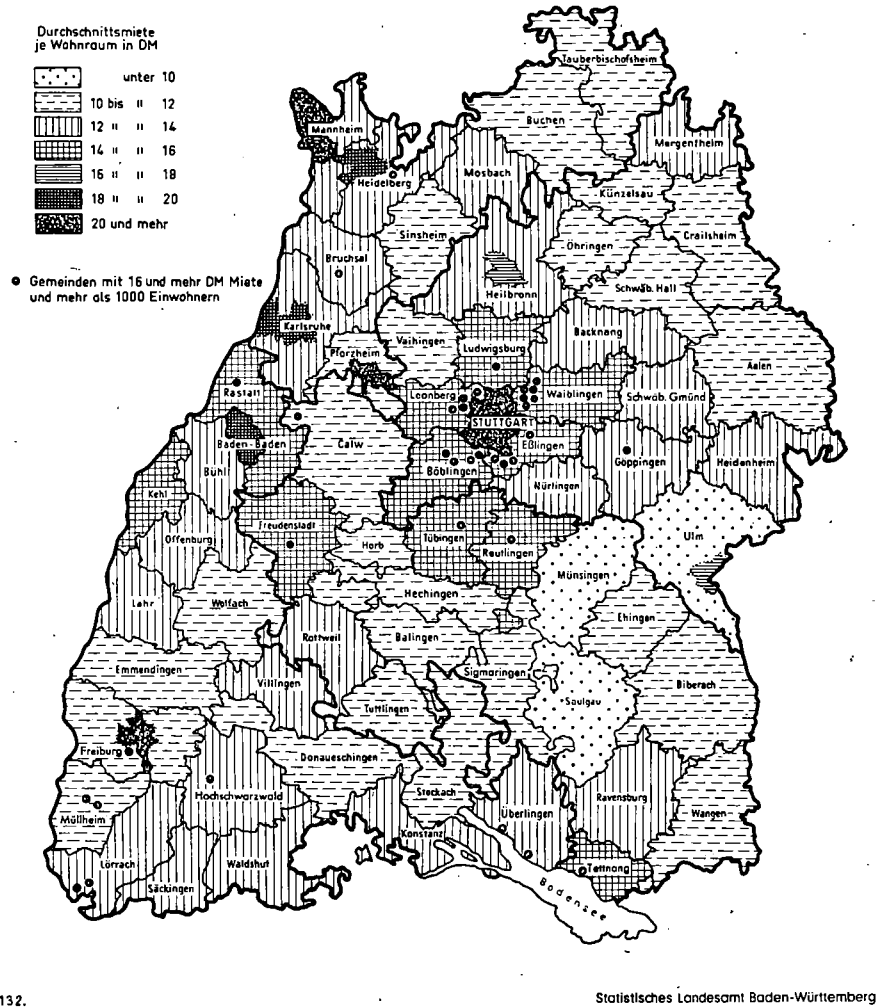 Durchschnittsmiete
je Wohnraum in DM
unter 10
10 bis " 12
12 " " 14
14 " " 16
16 " " 18
18 " " 20
20 und mehr
Gemeinden mit 16 und mehr DM Miete
und mehr als 1000 Einwohnern
Tauberbischofsheim
Buchen
Mannheim
Mergentheim
Mosbach
Heidelberg
Künzelsau
Sinsheim
Crailsheim
Öhringen
Bruchsal
Schwäb. Hall
Heilbronn
Karlsruhe
Backnang
Vaihingen
Ludwigsburg
Pforzheim
Aalen
Rastatt
Leonberg
Waiblingen
Schwäb. Gmünd
STUTTGART
Baden-Baden
Calw
Eßlingen
Bühl
Böblingen
Göppingen
Heidenheim
Nürtingen
Kehl
Freudenstadt
Tübingen
Ulm
Offenburg
Horb
Reutlingen
Münsingen
Hechingen
Lahr
Wolfach
Ehingen
Rottweil
Balingen
Emmendingen
Sigmaringen
Villingen
Biberach
Saulgau
Tuttlingen
Freiburg
Donaueschingen
Stockach
Hochschwarzwald
Ravensburg
Überlingen
Wangen
Müllheim
Konstanz
Lörrach
Waldshut
Tettnang
Säckingen
Bodensee
132.
Statistisches Landesamt Baden-Württemberg